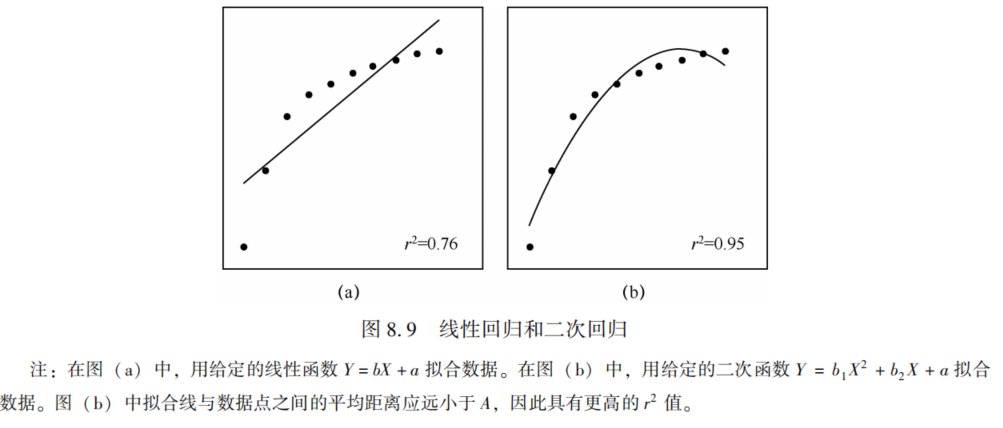 r²=0.76 r²=0.95
(a) (b)
图 8.9 线性回归和二次回归
注：在图（a）中，用给定的线性函数 Y = bX + a 拟合数据。在图（b）中，用给定的二次函数 Y = b₁X² + b₂X + a 拟合
数据。图（b）中拟合线与数据点之间的平均距离应远小于 A，因此具有更高的 r² 值。